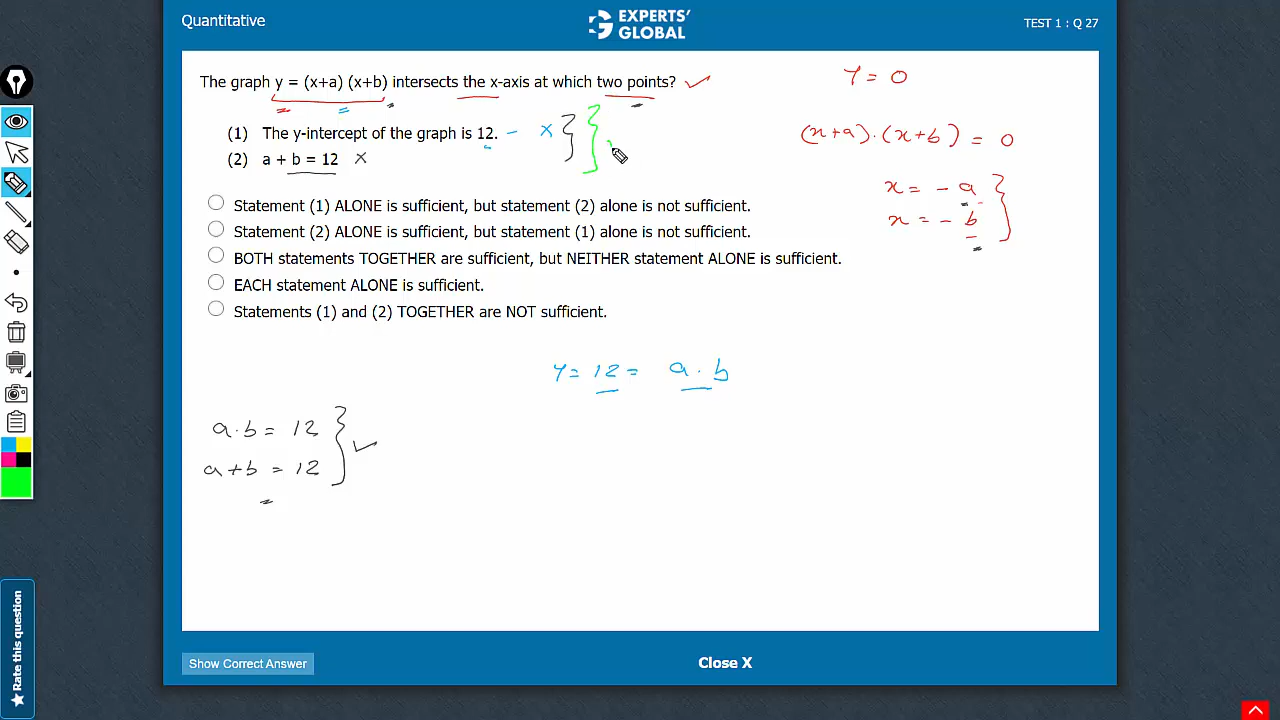 Quantitative
EXPERTS'
GLOBAL
TEST 1 : Q 27
The graph y = (x+a) (x+b) intersects the x-axis at which two points?
(1) The y-intercept of the graph is 12.
(2) a + b = 12
Statement (1) ALONE is sufficient, but statement (2) alone is not sufficient.
Statement (2) ALONE is sufficient, but statement (1) alone is not sufficient.
BOTH statements TOGETHER are sufficient, but NEITHER statement ALONE is sufficient.
EACH statement ALONE is sufficient.
Statements (1) and (2) TOGETHER are NOT sufficient.
Y = 0
(x+a).(x+b) = 0
x = - a
x = - b
Y = 12 = a . b
a.b = 12
a+b = 12
Show Correct Answer
Close X
Rate this question